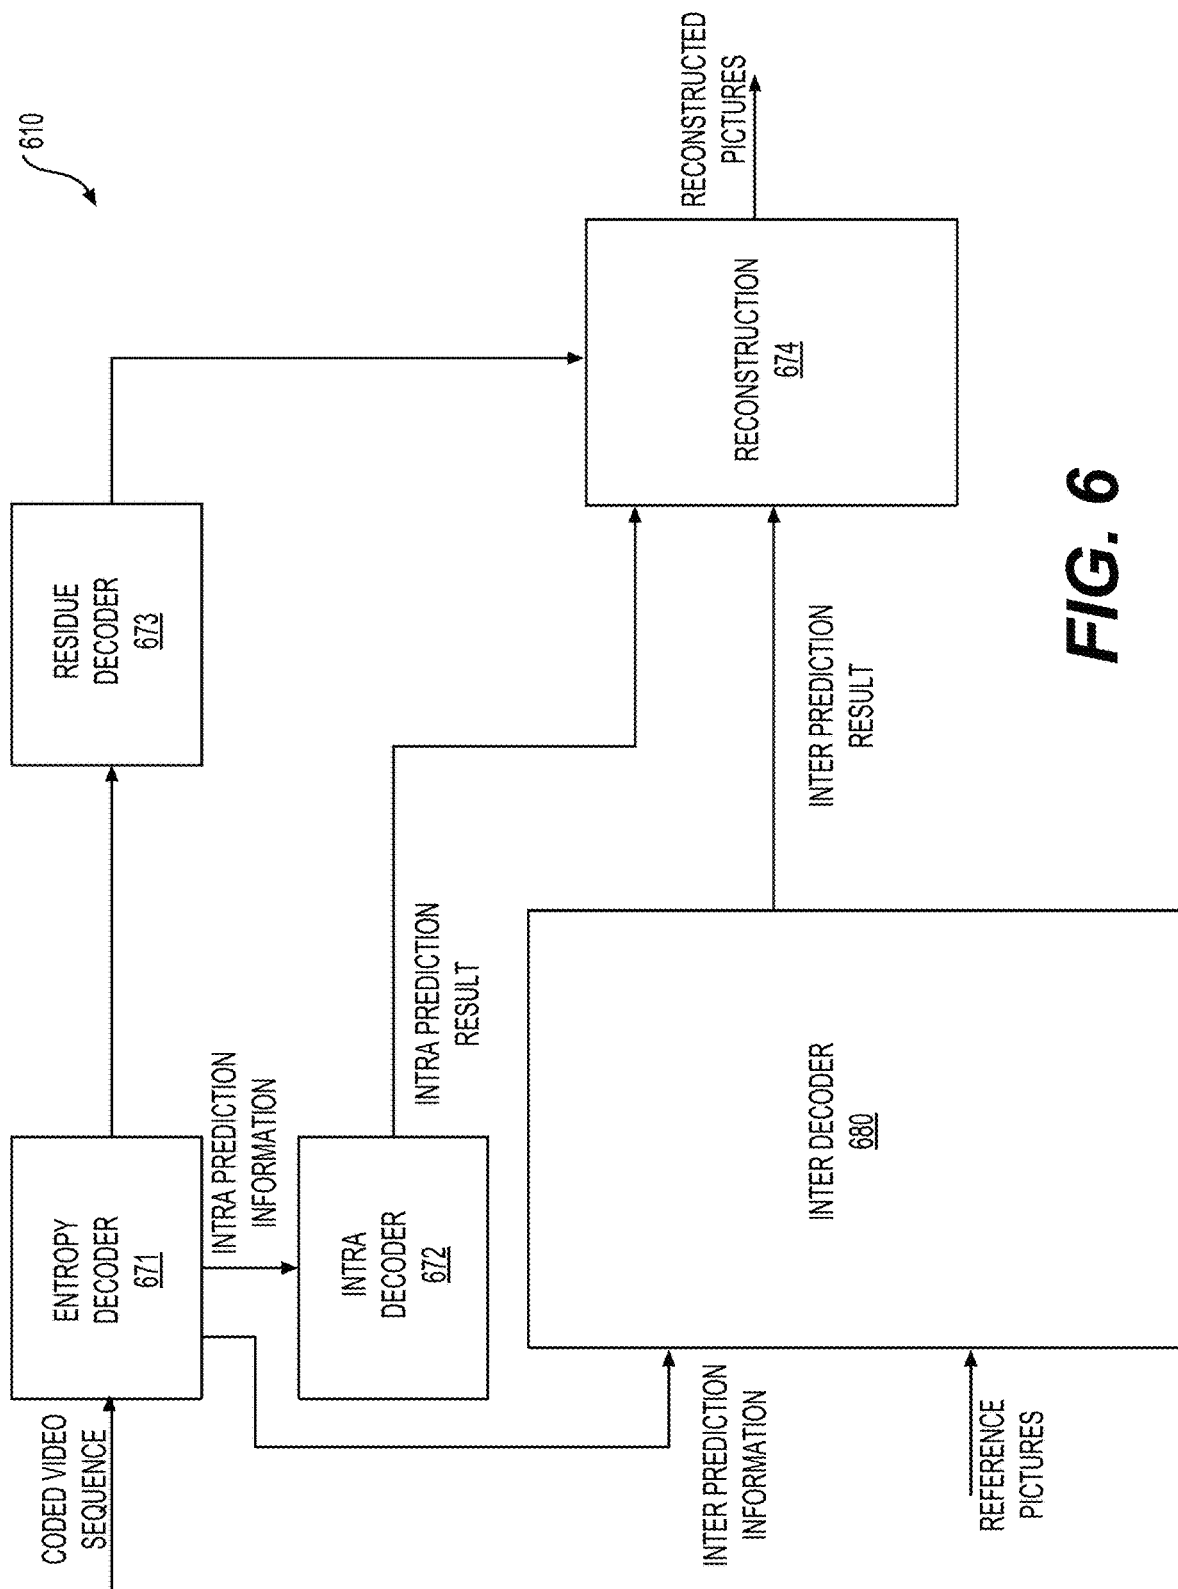 610
CODED VIDEO
SEQUENCE
ENTROPY
DECODER
671
RESIDUE
DECODER
673
INTRA PREDICTION
INFORMATION
INTRA
DECODER
672
INTRA PREDICTION
RESULT
INTER PREDICTION
INFORMATION
REFERENCE
PICTURES
INTER DECODER
680
INTER PREDICTION
RESULT
RECONSTRUCTION
674
RECONSTRUCTED
PICTURES
FIG. 6